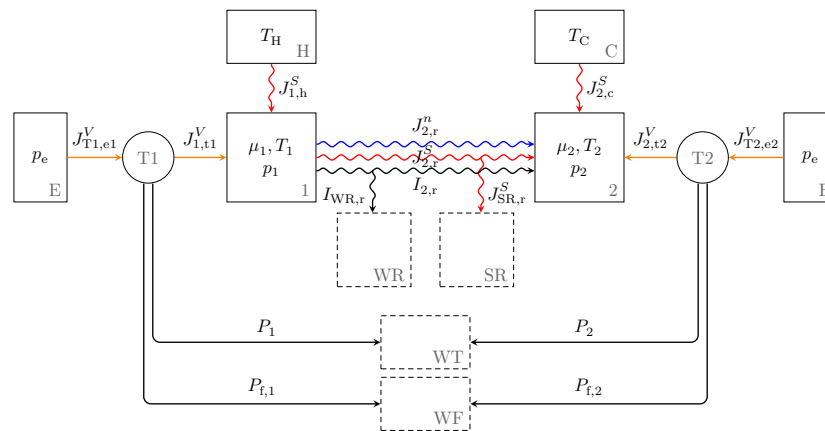 T_H
H
T_C
C
J^S_{1,h}
J^S_{2,c}
p_e
E
J^V_{T1,e1}
T1
J^V_{1,t1}
μ_1, T_1
p_1
1
J^n_{2,r}
J^S_{2,r}
I_{2,r}
μ_2, T_2
p_2
2
J^V_{2,t2}
T2
J^V_{T2,e2}
p_e
I_{WR,r}
J^S_{SR,r}
WR
SR
P_1
P_2
WT
P_{f,1}
P_{f,2}
WF